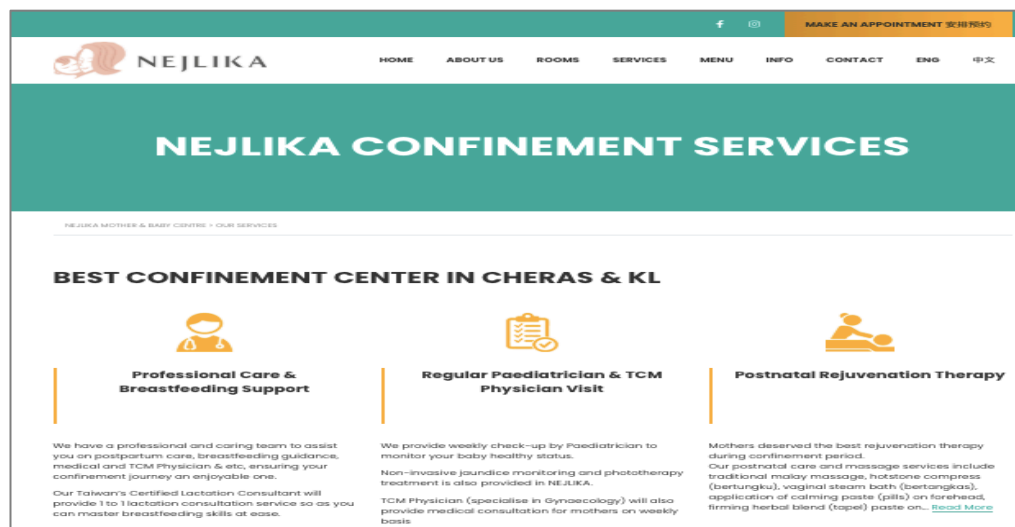 MAKE AN APPOINTMENT 安排预约
NEJLIKA
HOME ABOUT US ROOMS SERVICES MENU INFO CONTACT ENG 中文
NEJLIKA CONFINEMENT SERVICES
NEJLIKA MOTHER & BABY CENTRE > OUR SERVICES
BEST CONFINEMENT CENTER IN CHERAS & KL
Professional Care &
Breastfeeding Support
We have a professional and caring team to assist
you on postpartum care, breastfeeding guidance,
medical and TCM Physician & etc, ensuring your
confinement journey an enjoyable one.
Our Taiwan's Certified Lactation Consultant will
provide 1 to 1 lactation consultation service so as you
can master breastfeeding skills at ease.
Regular Paediatrician & TCM
Physician Visit
We provide weekly check-up by Paediatrician to
monitor your baby healthy status.
Non-invasive jaundice monitoring and phototherapy
treatment is also provided in NEJLIKA.
TCM Physician (specialise in Gynaecology) will also
provide medical consultation for mothers on weekly
basis
Postnatal Rejuvenation Therapy
Mothers deserved the best rejuvenation therapy
during confinement period.
Our postnatal care and massage services include
traditional malay massage, hotstone compress
(bertungku), vaginal steam bath (bertangkas),
application of calming paste (pilis) on forehead,
firming herbal blend (tapel) paste on... Read More